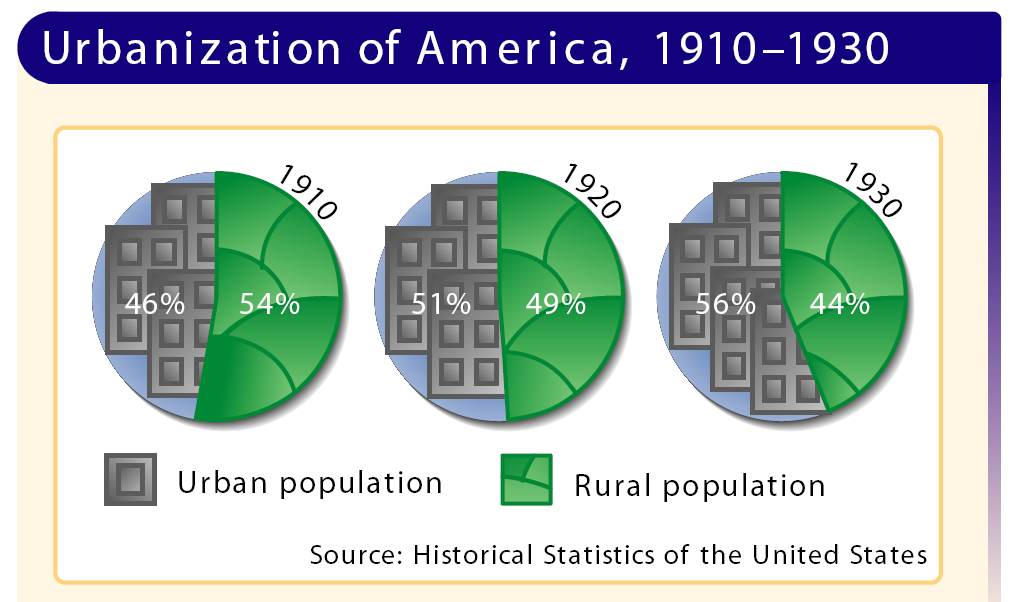 Urbanization of America, 1910–1930
1910
1920
1930
46% 54%
51% 49%
56% 44%
Urban population
Rural population
Source: Historical Statistics of the United States